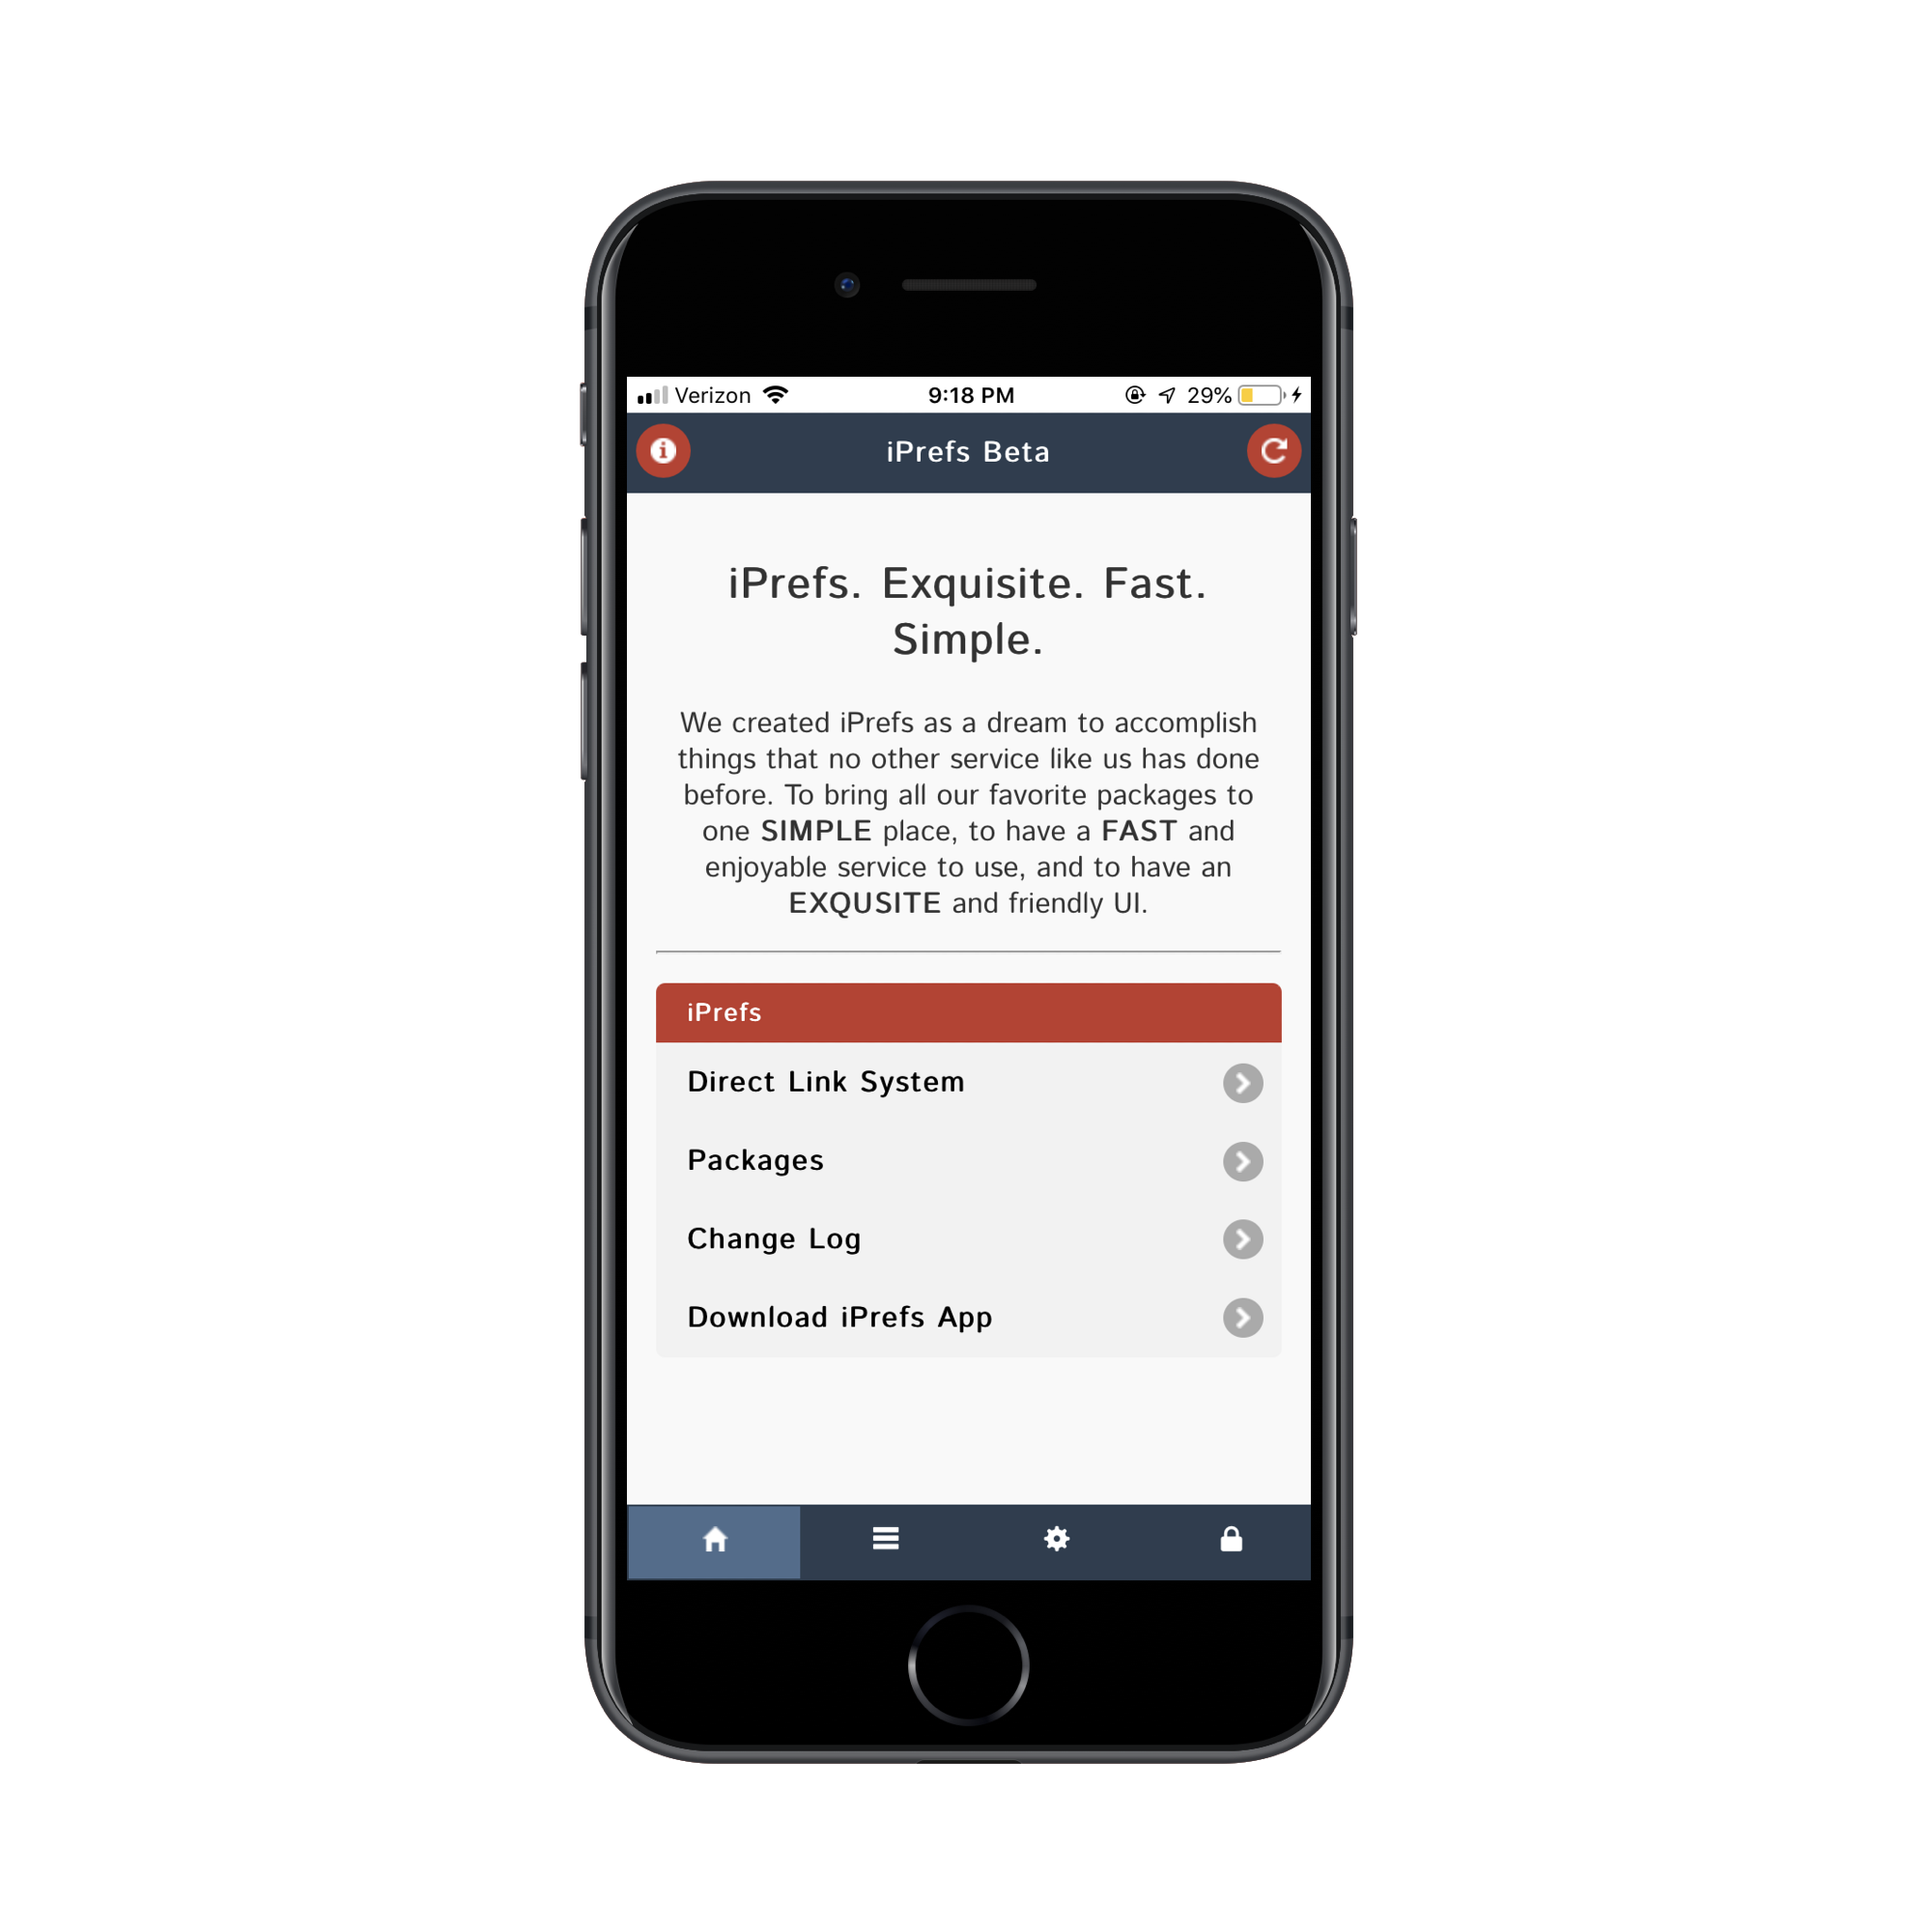 Verizon 9:18 PM 29%
iPrefs Beta
iPrefs. Exquisite. Fast.
Simple.
We created iPrefs as a dream to accomplish
things that no other service like us has done
before. To bring all our favorite packages to
one SIMPLE place, to have a FAST and
enjoyable service to use, and to have an
EXQUSITE and friendly UI.
iPrefs
Direct Link System
Packages
Change Log
Download iPrefs App